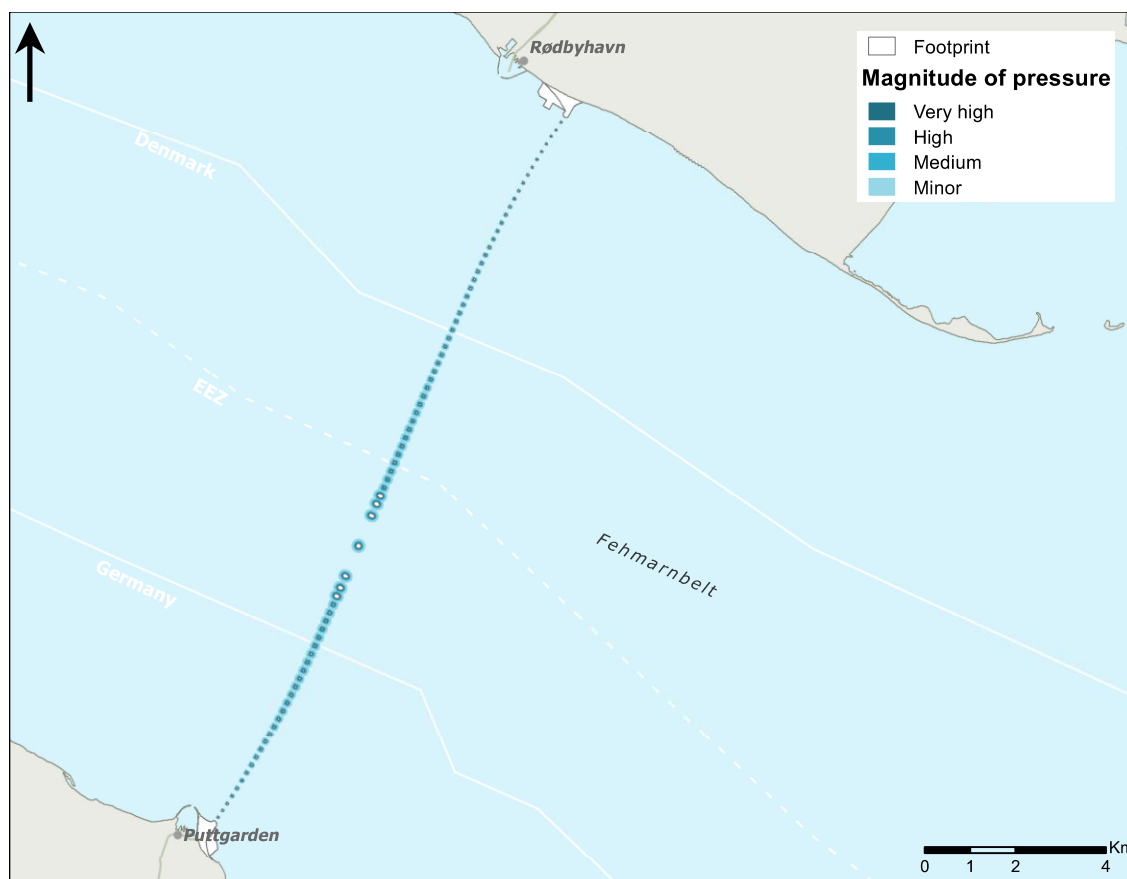 Rødbyhavn
Footprint
Magnitude of pressure
Very high
High
Medium
Minor
Denmark
EEZ
Fehmarnbelt
Germany
Puttgarden
Km
0 1 2 4